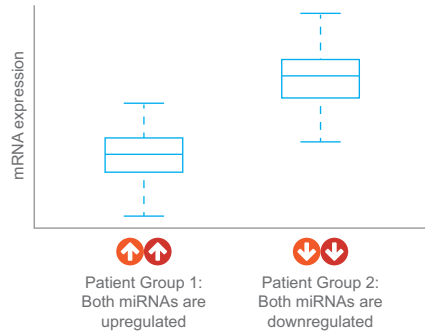 mRNA expression
Patient Group 1:
Both miRNAs are
upregulated
Patient Group 2:
Both miRNAs are
downregulated